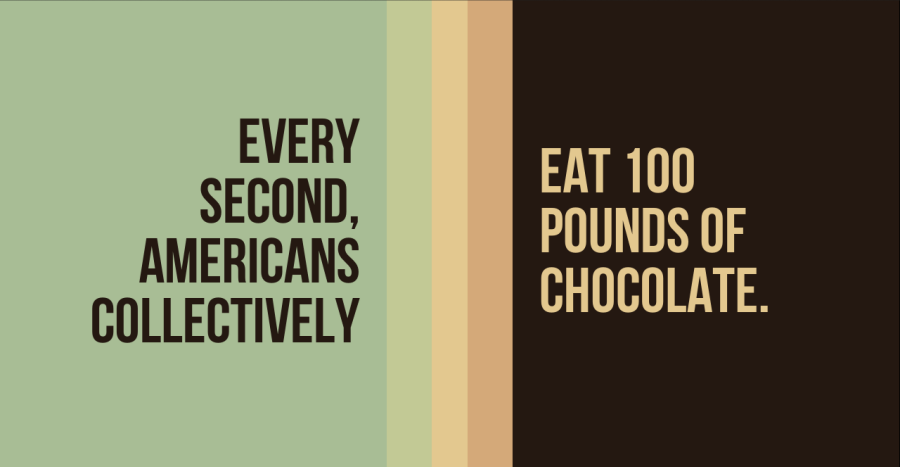 EVERY
SECOND,
AMERICANS
COLLECTIVELY
EAT 100
POUNDS OF
CHOCOLATE.